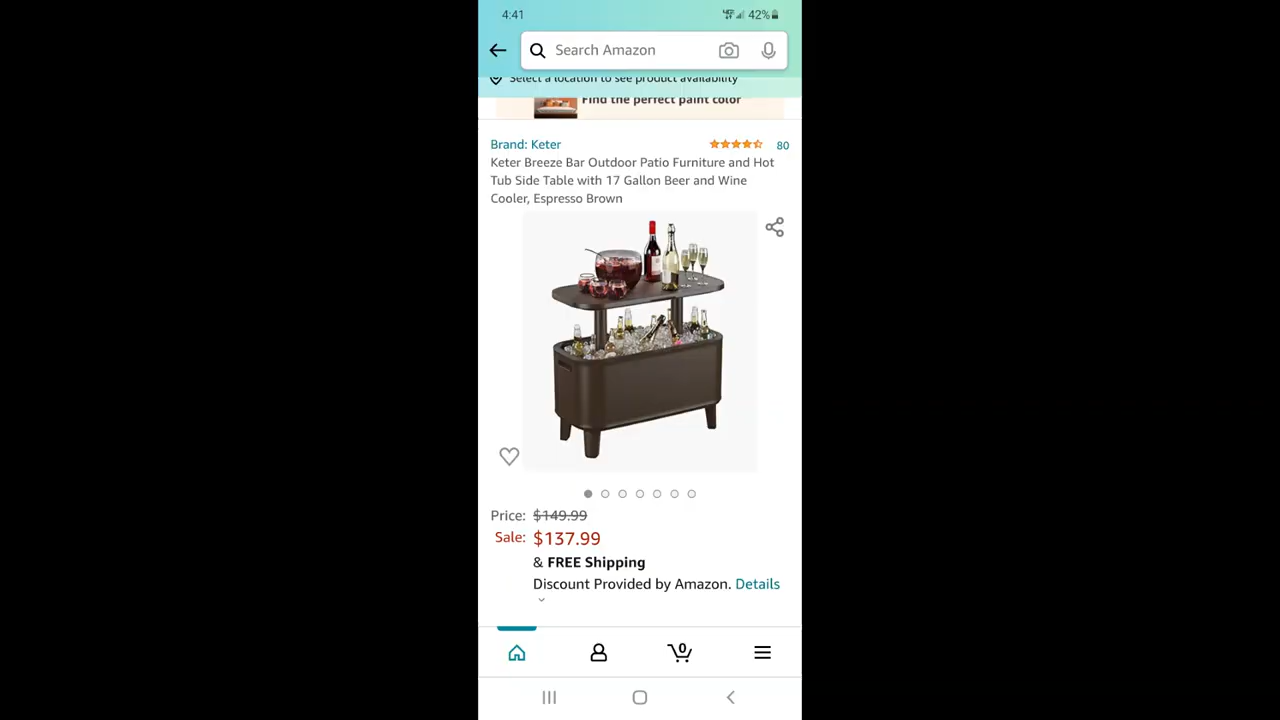 4:41
42%
Search Amazon
Select a location to see product availability
Find the perfect paint color
Brand: Keter
80
Keter Breeze Bar Outdoor Patio Furniture and Hot
Tub Side Table with 17 Gallon Beer and Wine
Cooler, Espresso Brown
Price: $149.99
Sale: $137.99
& FREE Shipping
Discount Provided by Amazon. Details
0